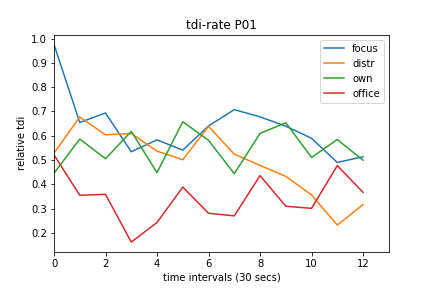 tdi-rate P01
1.0
0.9
0.8
0.7
0.6
0.5
0.4
0.3
0.2
relative tdi
focus
distr
own
office
0 2 4 6 8 10 12
time intervals (30 secs)